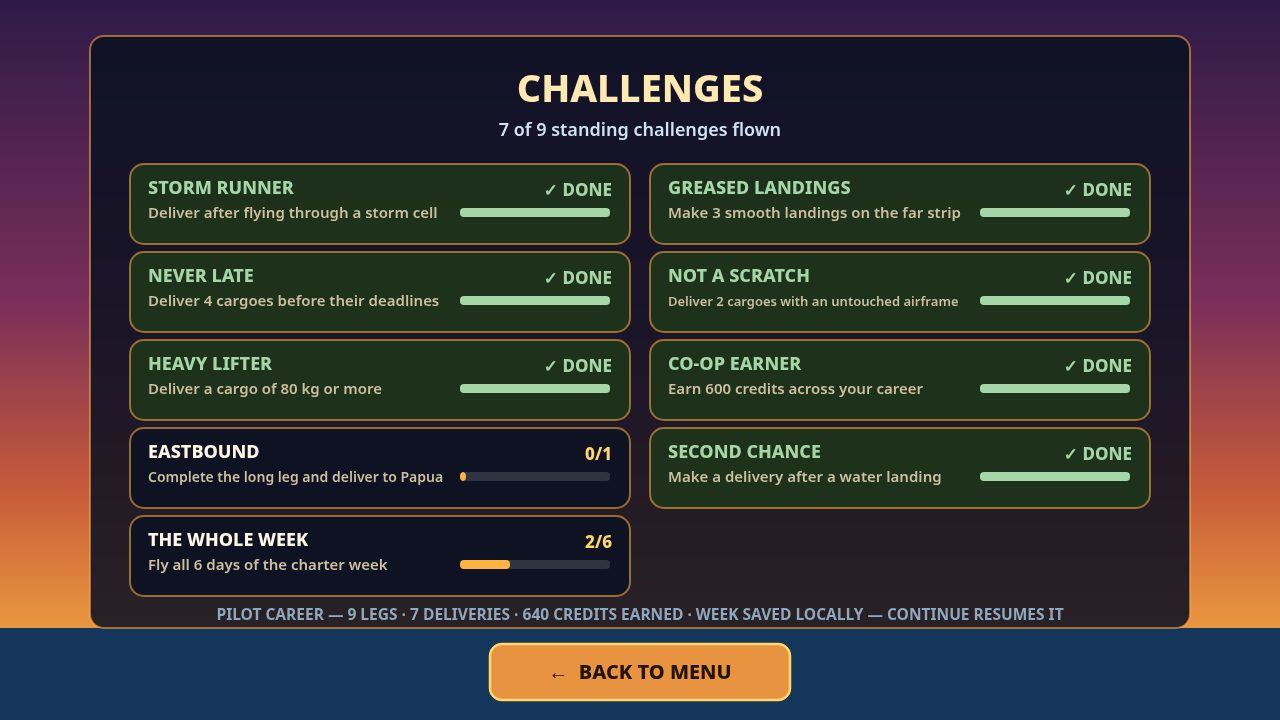 CHALLENGES
7 of 9 standing challenges flown
STORM RUNNER
✓ DONE
Deliver after flying through a storm cell
GREASED LANDINGS
✓ DONE
Make 3 smooth landings on the far strip
NEVER LATE
✓ DONE
Deliver 4 cargoes before their deadlines
NOT A SCRATCH
✓ DONE
Deliver 2 cargoes with an untouched airframe
HEAVY LIFTER
✓ DONE
Deliver a cargo of 80 kg or more
CO-OP EARNER
✓ DONE
Earn 600 credits across your career
EASTBOUND
0/1
Complete the long leg and deliver to Papua
SECOND CHANCE
✓ DONE
Make a delivery after a water landing
THE WHOLE WEEK
2/6
Fly all 6 days of the charter week
PILOT CAREER — 9 LEGS · 7 DELIVERIES · 640 CREDITS EARNED · WEEK SAVED LOCALLY — CONTINUE RESUMES IT
← BACK TO MENU